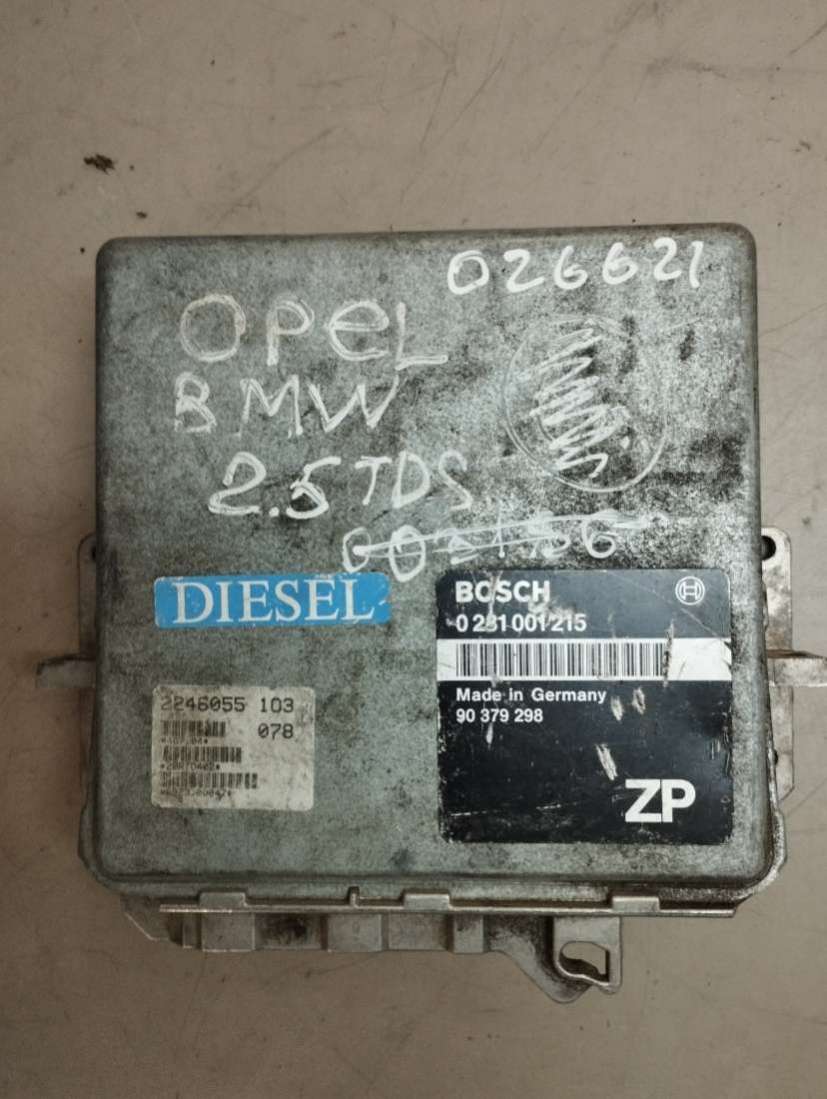 026621
OPEL
BMW
2.5 TDS
DIESEL
BOSCH
0 281 001 215
Made in Germany
90 379 298
ZP
2246055 103
078